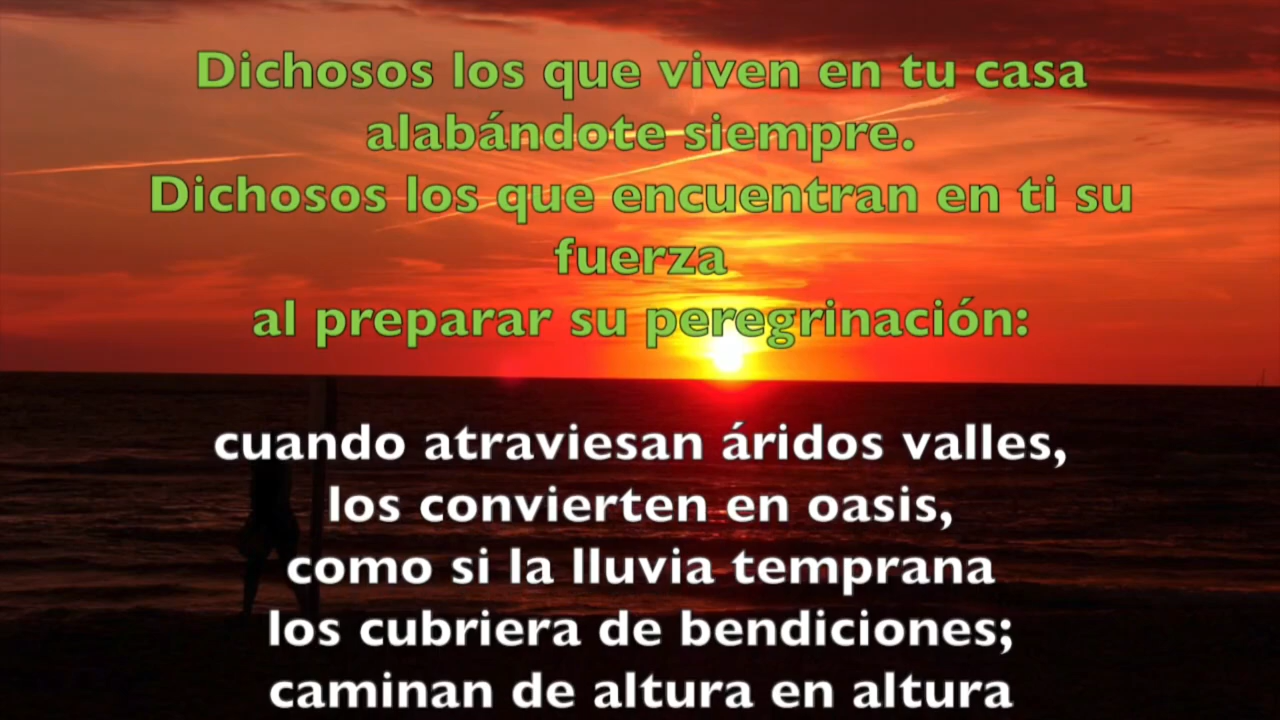 Dichosos los que viven en tu casa
alabándote siempre.
Dichosos los que encuentran en ti su
fuerza
al preparar su peregrinación:
cuando atraviesan áridos valles,
los convierten en oasis,
como si la lluvia temprana
los cubriera de bendiciones;
caminan de altura en altura